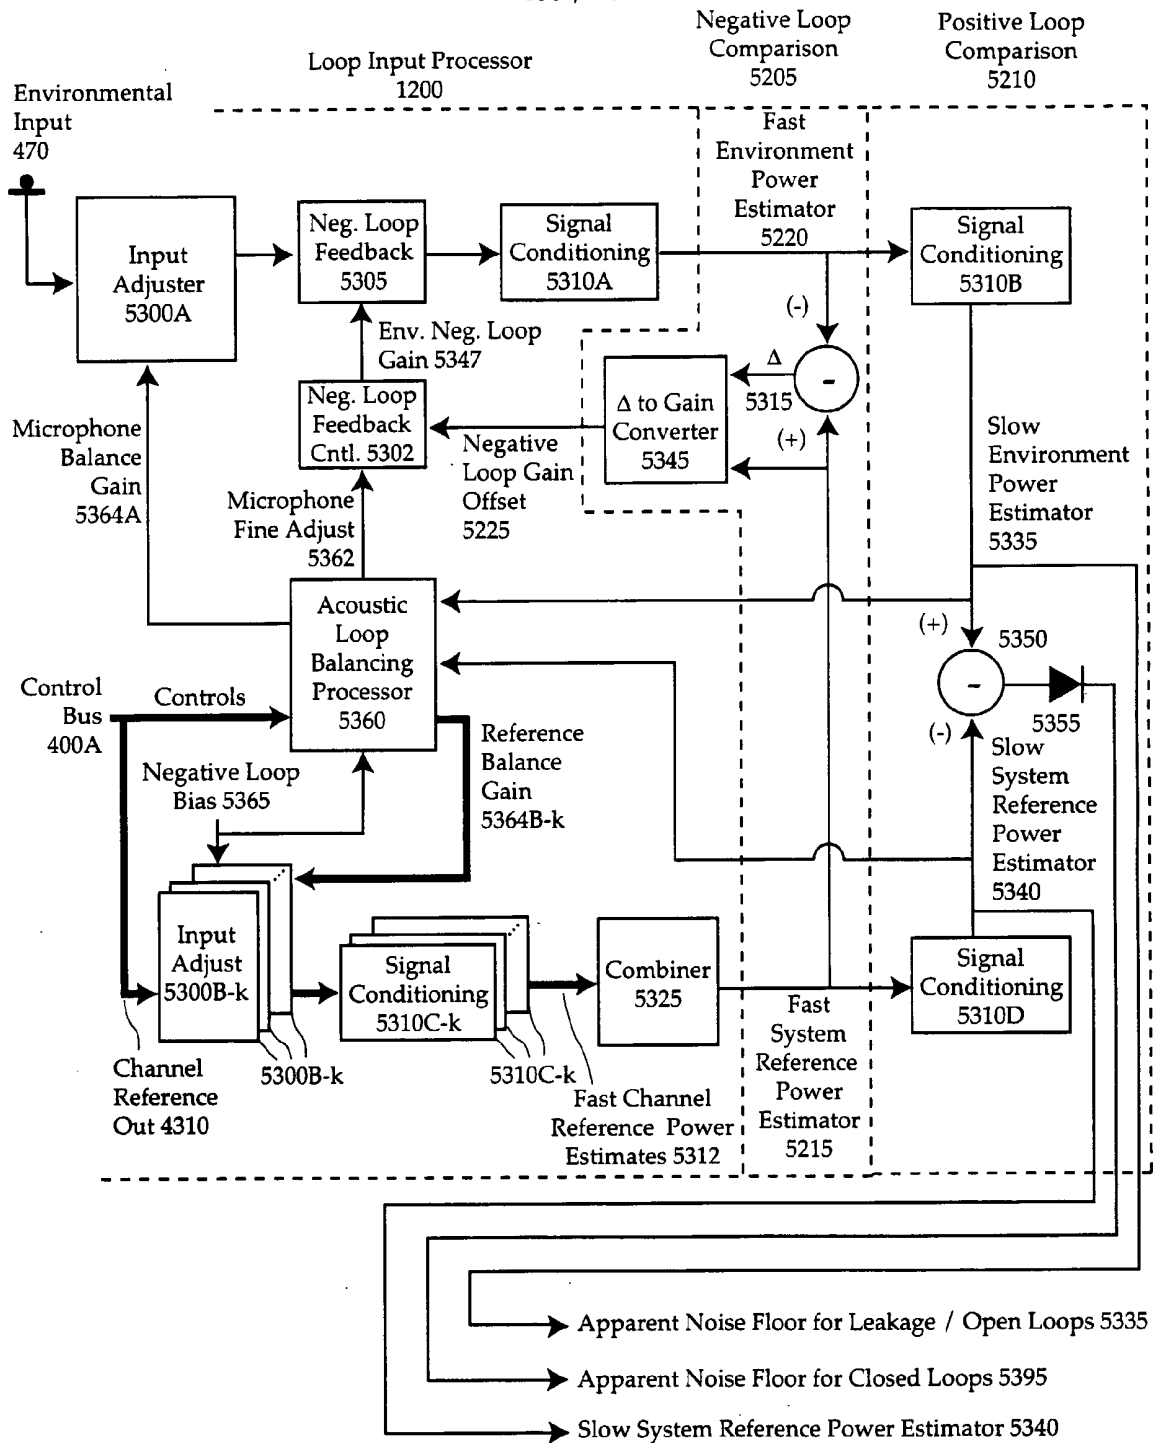 Negative Loop
Comparison
5205
Positive Loop
Comparison
5210
Loop Input Processor
1200
Environmental
Input
470
Fast
Environment
Power
Estimator
5220
Input
Adjuster
5300A
Neg. Loop
Feedback
5305
Signal
Conditioning
5310A
Signal
Conditioning
5310B
(-)
Env. Neg. Loop
Gain 5347
Δ
-
5315
Δ to Gain
Converter
5345
(+)
Neg. Loop
Feedback
Cntl. 5302
Microphone
Balance
Gain
5364A
Negative
Loop Gain
Offset
5225
Slow
Environment
Power
Estimator
5335
Microphone
Fine Adjust
5362
Acoustic
Loop
Balancing
Processor
5360
(+)
5350
-
5355
(-)
Control
Bus
400A
Controls
Negative Loop
Bias 5365
Reference
Balance
Gain
5364B-k
Slow
System
Reference
Power
Estimator
5340
Input
Adjust
5300B-k
Signal
Conditioning
5310C-k
Combiner
5325
Signal
Conditioning
5310D
Fast
System
Reference
Power
Estimator
5215
Channel
Reference
Out 4310
5300B-k
5310C-k
Fast Channel
Reference Power
Estimates 5312
Apparent Noise Floor for Leakage / Open Loops 5335
Apparent Noise Floor for Closed Loops 5395
Slow System Reference Power Estimator 5340